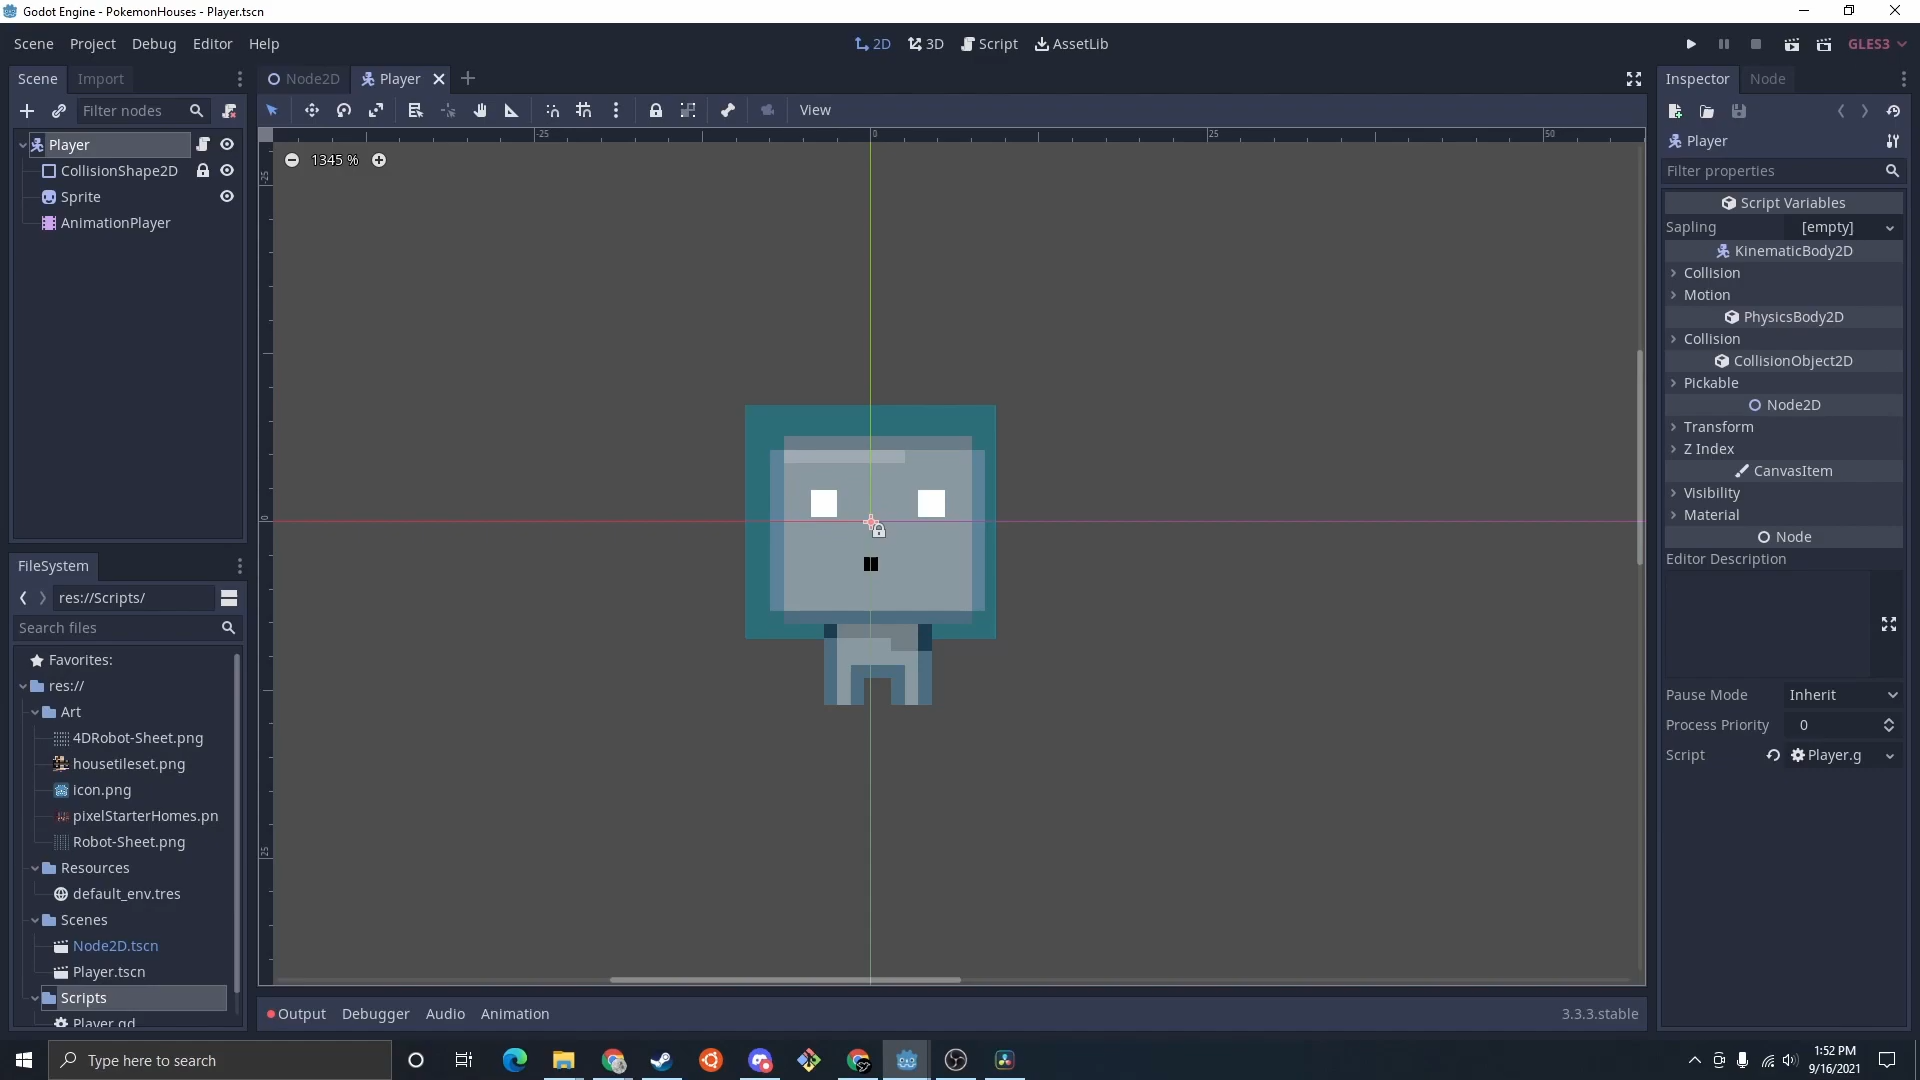 Godot Engine - PokemonHouses - Player.tscn
Scene Project Debug Editor Help
2D 3D Script AssetLib
GLES3
Scene Import
Filter nodes
Player
CollisionShape2D
Sprite
AnimationPlayer
FileSystem
res://Scripts/
Search files
Favorites:
res://
Art
4DRobot-Sheet.png
housetileset.png
icon.png
pixelStarterHomes.pn
Robot-Sheet.png
Resources
default_env.tres
Scenes
Node2D.tscn
Player.tscn
Scripts
Player.gd
Node2D Player
View
-25 0 25 50
1345 %
-25
0
25
Output Debugger Audio Animation 3.3.3.stable
Inspector Node
Player
Filter properties
Script Variables
Sapling [empty]
KinematicBody2D
Collision
Motion
PhysicsBody2D
Collision
CollisionObject2D
Pickable
Node2D
Transform
Z Index
CanvasItem
Visibility
Material
Node
Editor Description
Pause Mode Inherit
Process Priority 0
Script Player.g
Type here to search
1:52 PM
9/16/2021